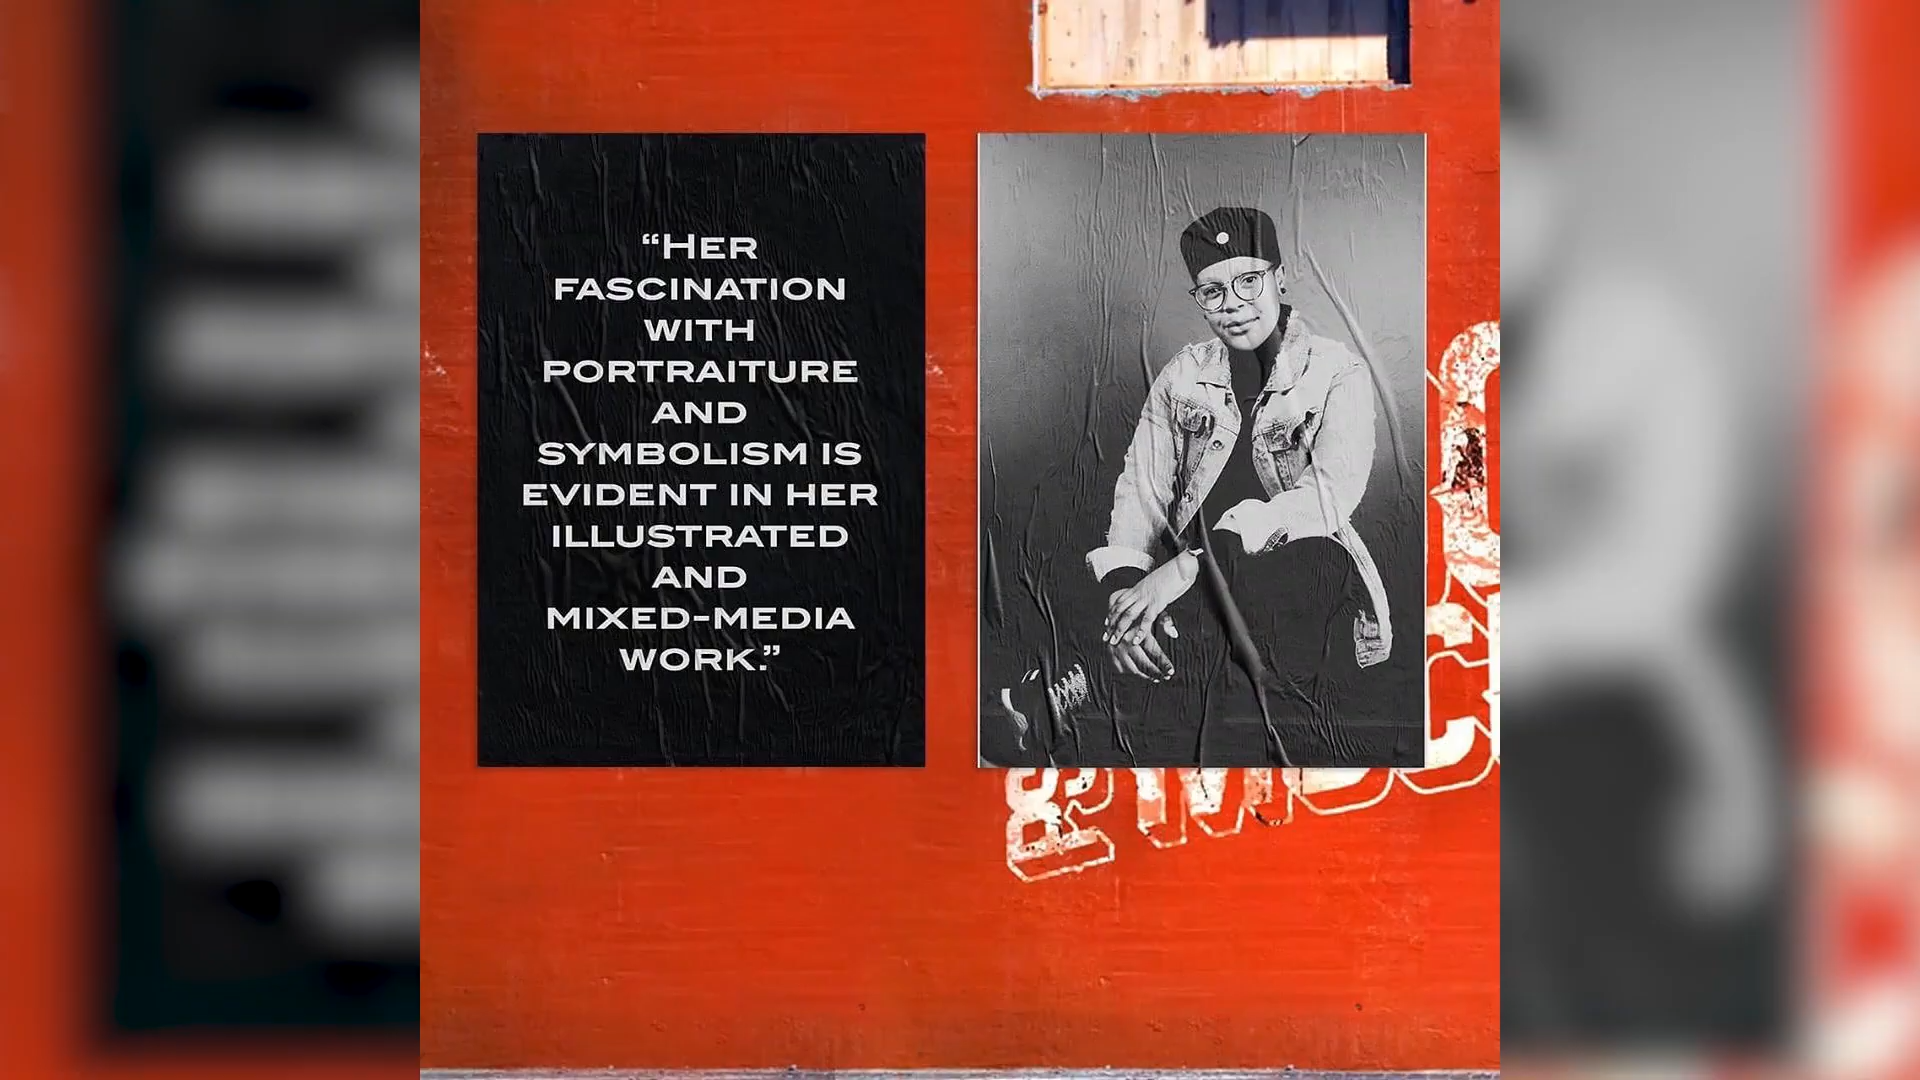 “HER
FASCINATION
WITH
PORTRAITURE
AND
SYMBOLISM IS
EVIDENT IN HER
ILLUSTRATED
AND
MIXED-MEDIA
WORK.”